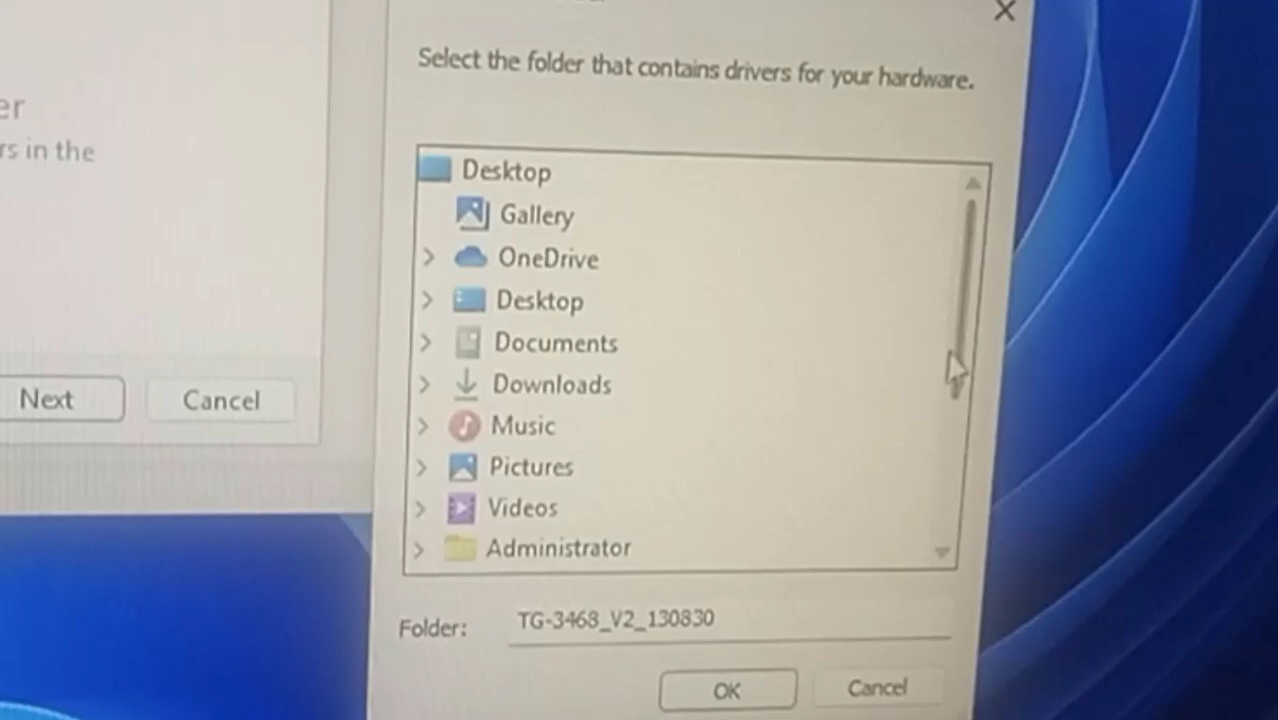 Select the folder that contains drivers for your hardware.
er
rs in the
Desktop
Gallery
OneDrive
Desktop
Documents
Downloads
Music
Pictures
Videos
Administrator
Next
Cancel
Folder:
TG-3468_V2_130830
OK
Cancel